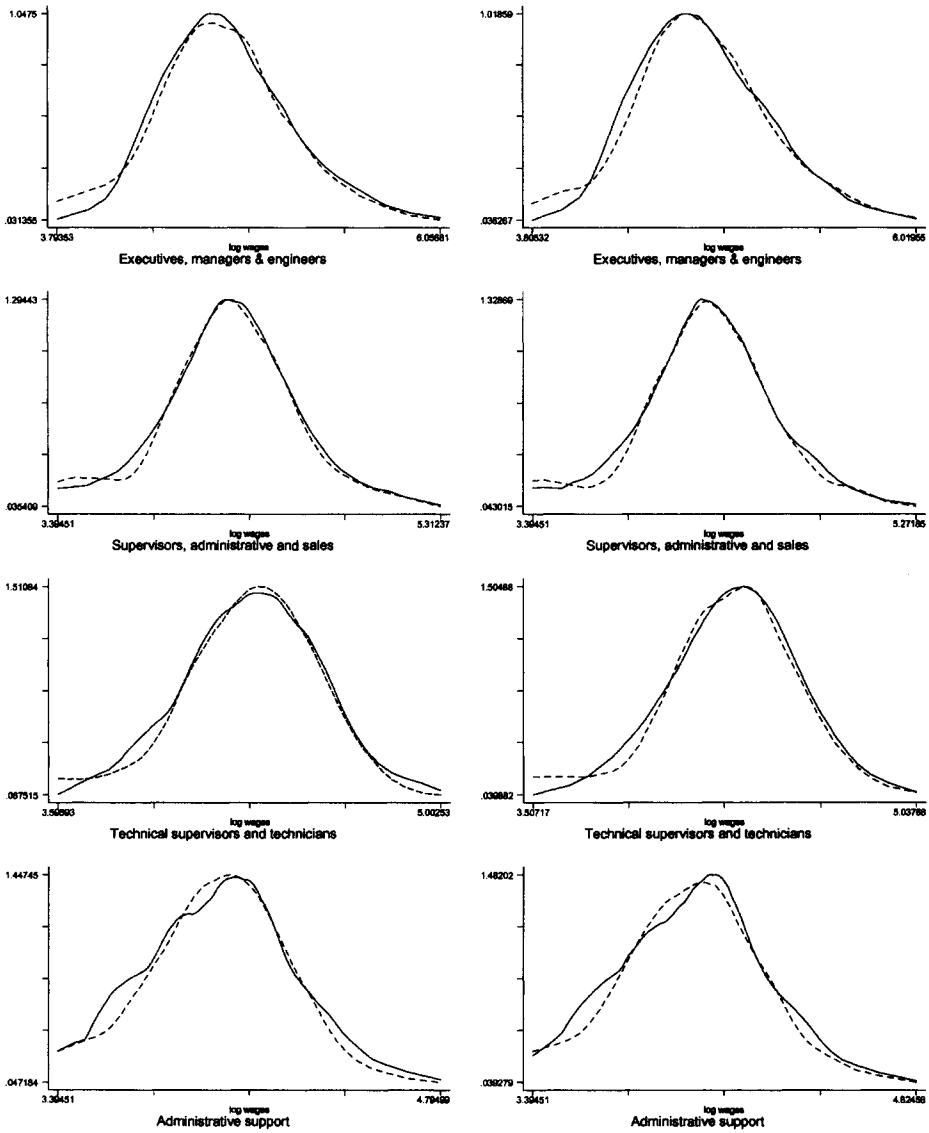 1.0475
.031355
3.79353
6.05681
log wages
Executives, managers & engineers
1.01859
.036267
3.80532
6.01955
log wages
Executives, managers & engineers
1.29443
.035409
3.39451
5.31237
log wages
Supervisors, administrative and sales
1.32869
.043015
3.39451
5.27185
log wages
Supervisors, administrative and sales
1.51084
.067515
3.59893
5.00253
log wages
Technical supervisors and technicians
1.50488
.039882
3.50717
5.03788
log wages
Technical supervisors and technicians
1.44745
.047184
3.39451
4.79499
log wages
Administrative support
1.48202
.039279
3.39451
4.82458
log wages
Administrative support